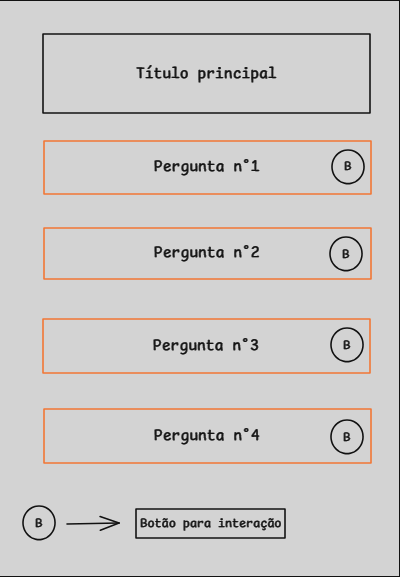 Título principal
Pergunta n°1
B
Pergunta n°2
B
Pergunta n°3
B
Pergunta n°4
B
B
Botão para interação